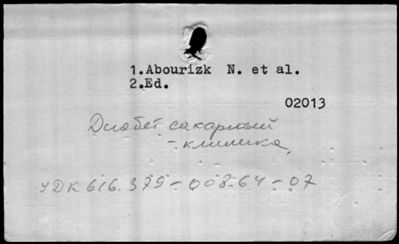 1.Abourizk N. et al.
2.Ed.
02013
Диабет сахарный
- клиника,
УДК 616.379-008.64-07